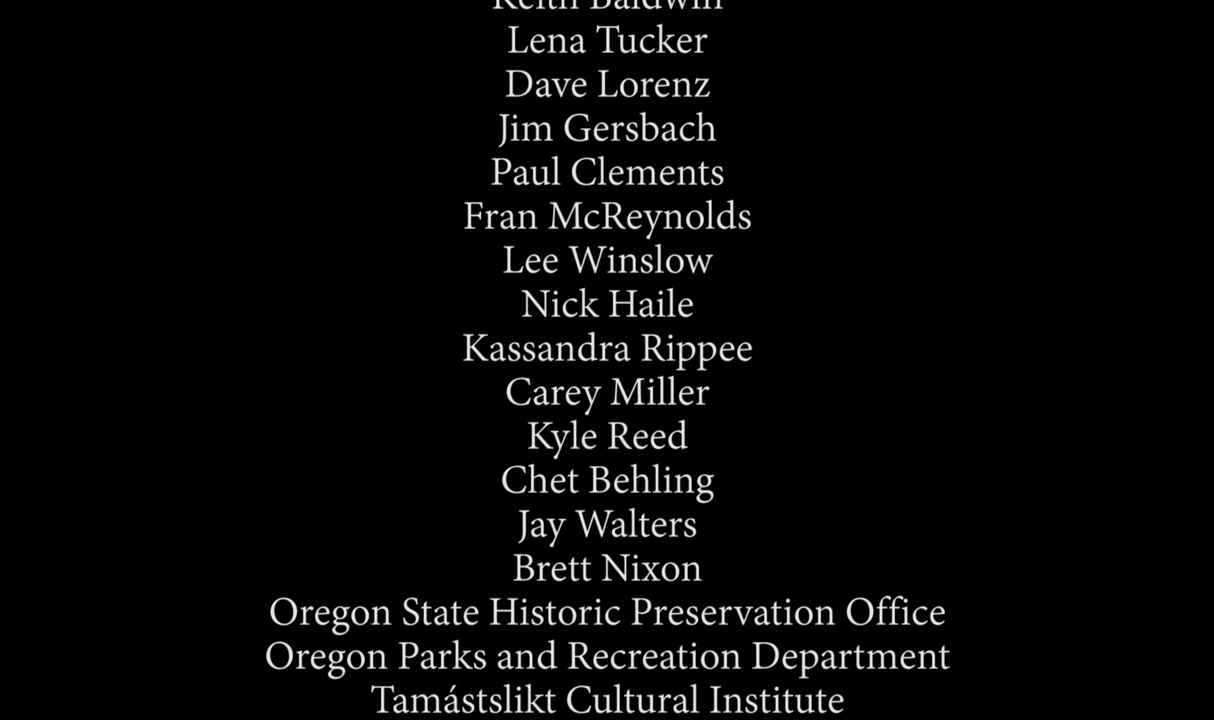 Keith Baldwin
Lena Tucker
Dave Lorenz
Jim Gersbach
Paul Clements
Fran McReynolds
Lee Winslow
Nick Haile
Kassandra Rippee
Carey Miller
Kyle Reed
Chet Behling
Jay Walters
Brett Nixon
Oregon State Historic Preservation Office
Oregon Parks and Recreation Department
Tamástslikt Cultural Institute